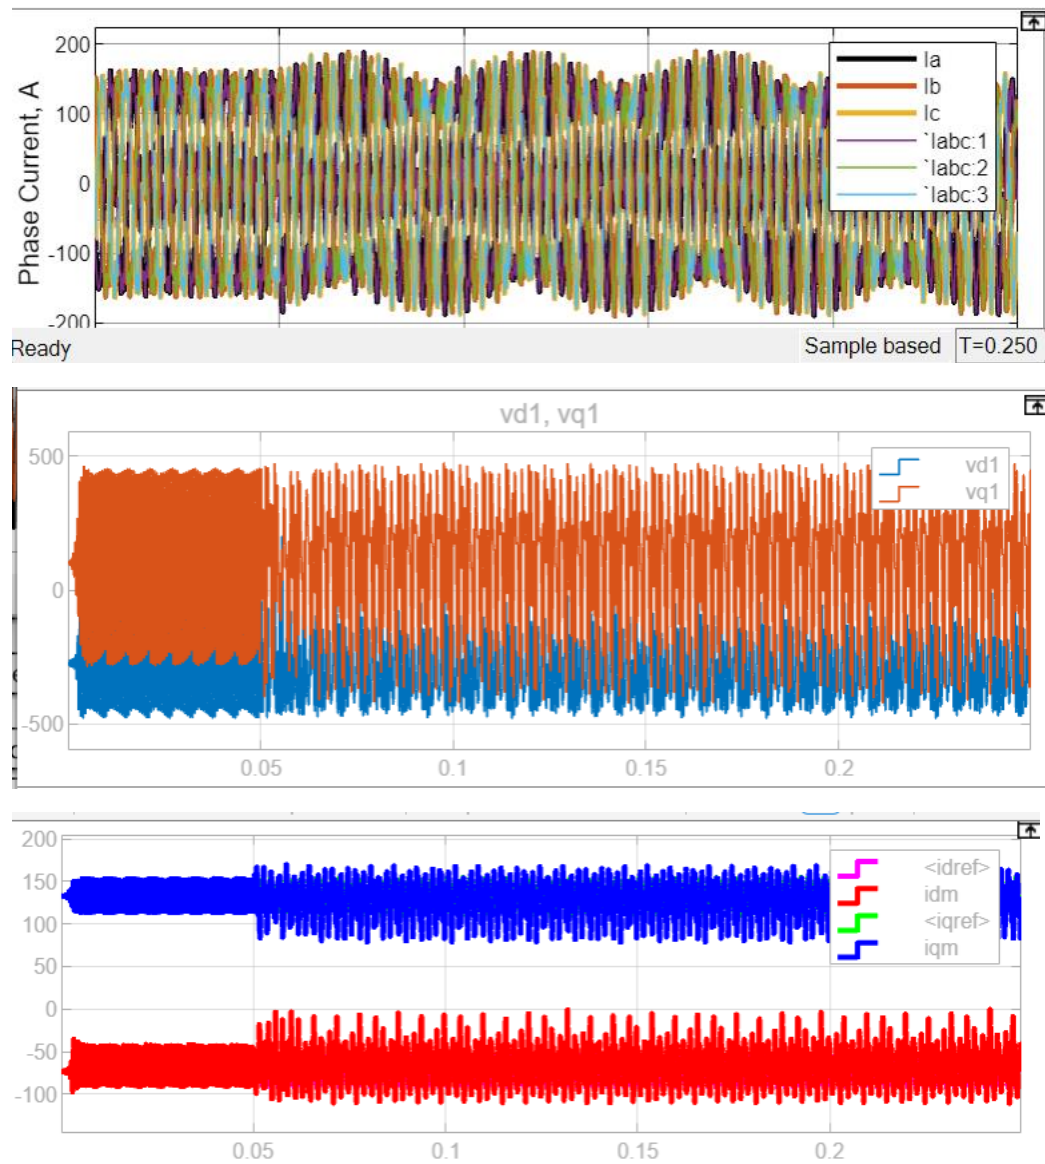 200
100
0
-100
-200
Phase Current, A
Ia
Ib
Ic
`Iabc:1
`Iabc:2
`Iabc:3
Ready
Sample based
T=0.250
vd1, vq1
500
0
-500
vd1
vq1
0.05
0.1
0.15
0.2
200
150
100
50
0
-50
-100
<idref>
idm
<iqref>
iqm
0.05
0.1
0.15
0.2